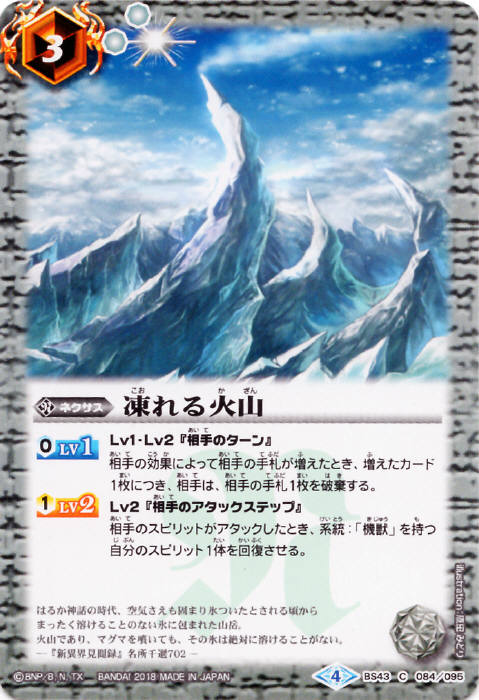 3
ネクサス 凍れる火山
こお かざん
0 LV1 Lv1・Lv2『相手のターン』
相手の効果によって相手の手札が増えたとき、増えたカード
1枚につき、相手は、相手の手札1枚を破棄する。
1 LV2 Lv2『相手のアタックステップ』
相手のスピリットがアタックしたとき、系統：「機獣」を持つ
自分のスピリット1体を回復させる。
はるか神話の時代、空気さえも固まり氷ついたとされる頃から
まったく溶けることのない氷に包まれた山岳。
火山であり、マグマを噴いても、その氷は絶対に溶けることがない。
―『新異界見聞録』名所千選702―
©BNP/B, N, TX BANDAI 2018 MADE IN JAPAN
4 BS43 C 084/095